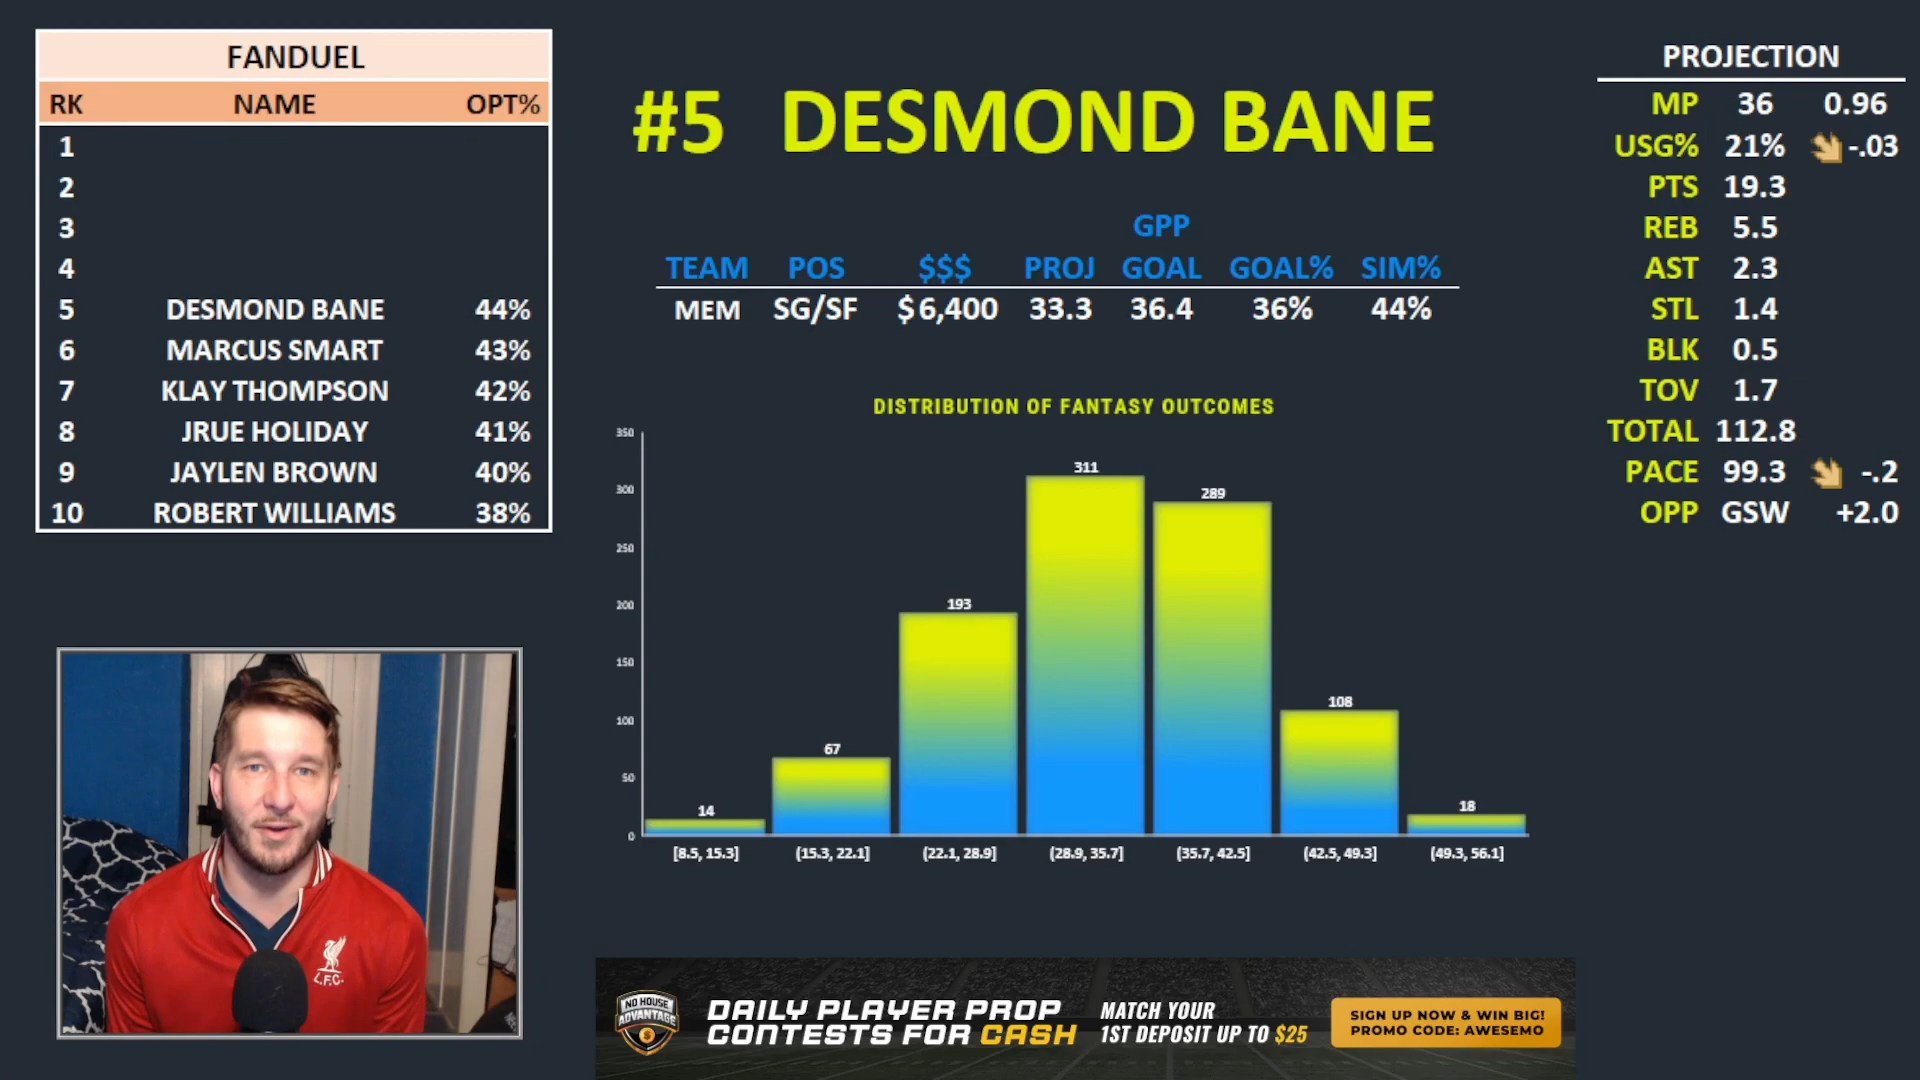 FANDUEL
RK NAME OPT%
1
2
3
4
5 DESMOND BANE 44%
6 MARCUS SMART 43%
7 KLAY THOMPSON 42%
8 JRUE HOLIDAY 41%
9 JAYLEN BROWN 40%
10 ROBERT WILLIAMS 38%
#5 DESMOND BANE
GPP
TEAM POS $$$ PROJ GOAL GOAL% SIM%
MEM SG/SF $6,400 33.3 36.4 36% 44%
DISTRIBUTION OF FANTASY OUTCOMES
350
300
250
200
150
100
50
0
14
67
193
311
289
108
18
[8.5, 15.3] (15.3, 22.1] (22.1, 28.9] (28.9, 35.7] (35.7, 42.5] (42.5, 49.3] (49.3, 56.1]
PROJECTION
MP 36 0.96
USG% 21% -.03
PTS 19.3
REB 5.5
AST 2.3
STL 1.4
BLK 0.5
TOV 1.7
TOTAL 112.8
PACE 99.3 -.2
OPP GSW +2.0
L.F.C.
NO HOUSE
ADVANTAGE
DAILY PLAYER PROP
CONTESTS FOR CASH
MATCH YOUR
1ST DEPOSIT UP TO $25
SIGN UP NOW & WIN BIG!
PROMO CODE: AWESEMO